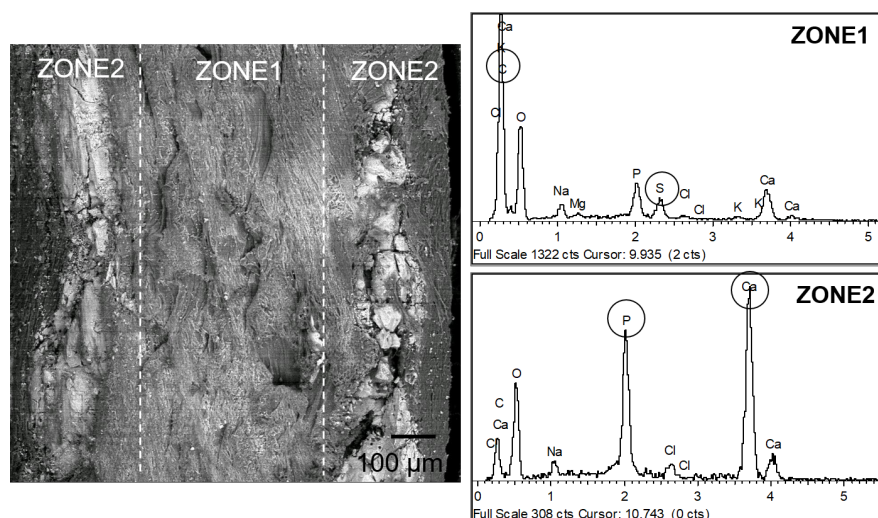 ZONE2 ZONE1 ZONE2
100 µm
ZONE1
Ca
K
C
Cl
O
Na
Mg
P
S
Cl
Cl
K
K
Ca
Ca
0 1 2 3 4 5
Full Scale 1322 cts Cursor: 9.935 (2 cts)
ZONE2
C
Ca
Cl
O
Na
P
Cl
Cl
Ca
Ca
0 1 2 3 4 5
Full Scale 308 cts Cursor: 10.743 (0 cts)